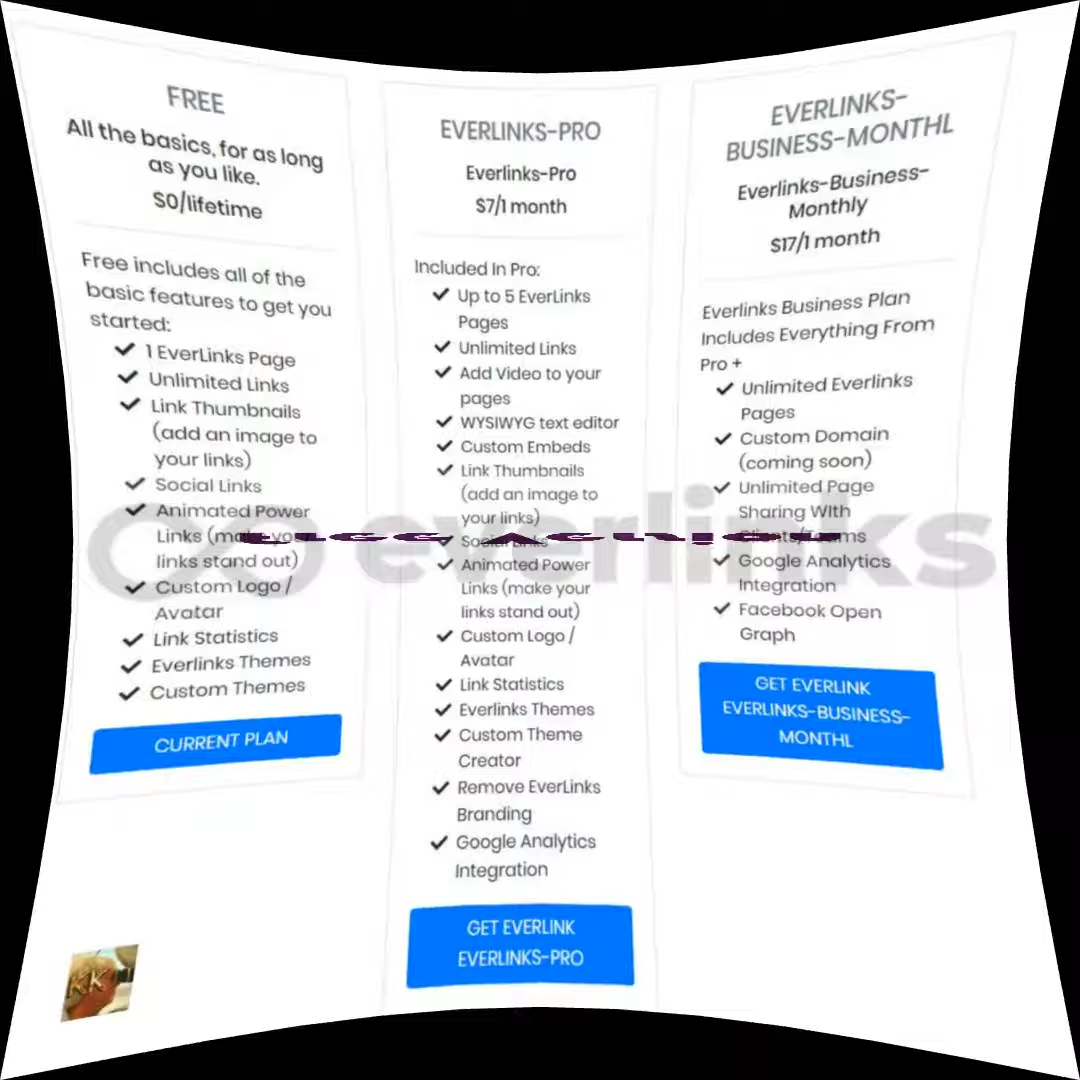 FREE
All the basics, for as long
as you like.
$0/lifetime
Free includes all of the
basic features to get you
started:
1 EverLinks Page
Unlimited Links
Link Thumbnails
(add an image to
your links)
Social Links
Animated Power
Links (make your
links stand out)
Custom Logo /
Avatar
Link Statistics
Everlinks Themes
Custom Themes
CURRENT PLAN
EVERLINKS-PRO
Everlinks-Pro
$7/1 month
Included In Pro:
Up to 5 EverLinks
Pages
Unlimited Links
Add Video to your
pages
WYSIWYG text editor
Custom Embeds
Link Thumbnails
(add an image to
your links)
Social Links
Animated Power
Links (make your
links stand out)
Custom Logo /
Avatar
Link Statistics
Everlinks Themes
Custom Theme
Creator
Remove EverLinks
Branding
Google Analytics
Integration
GET EVERLINK
EVERLINKS-PRO
EVERLINKS-
BUSINESS-MONTHL
Everlinks-Business-
Monthly
$17/1 month
Everlinks Business Plan
Includes Everything From
Pro +
Unlimited Everlinks
Pages
Custom Domain
(coming soon)
Unlimited Page
Sharing With
Clients/Teams
Google Analytics
Integration
Facebook Open
Graph
GET EVERLINK
EVERLINKS-BUSINESS-
MONTHL
everlinks
KK